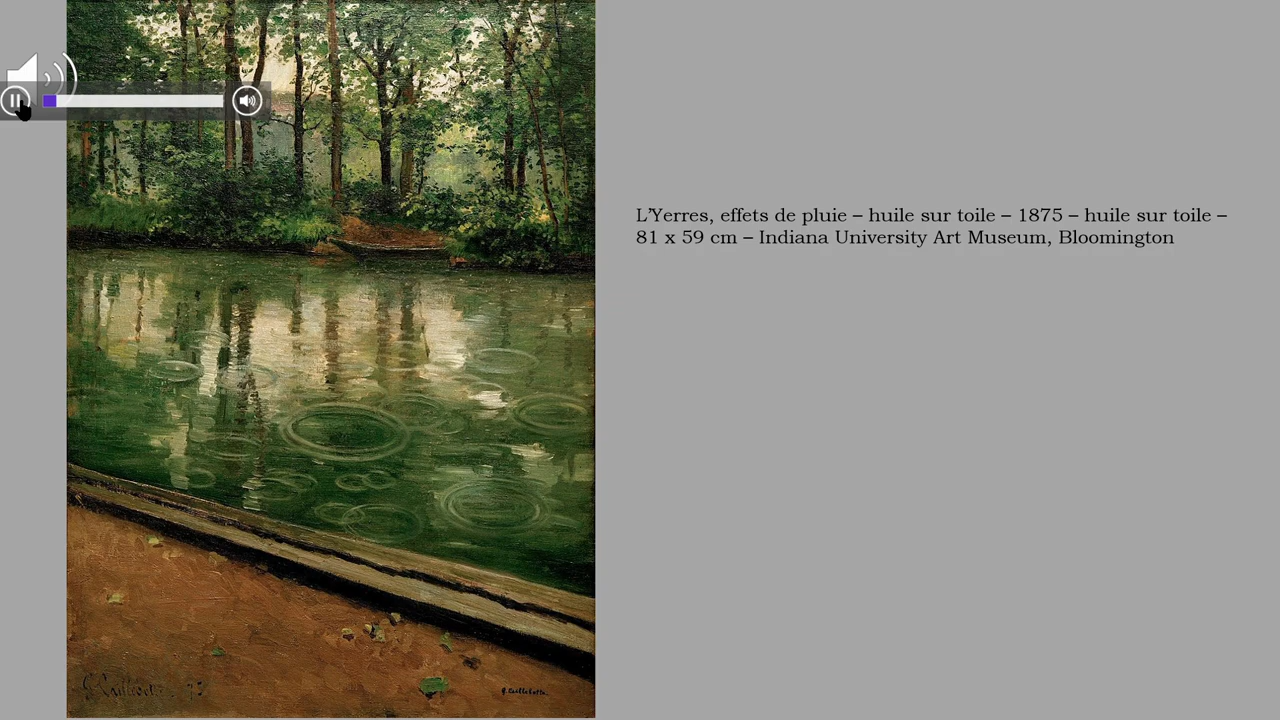 L'Yerres, effets de pluie – huile sur toile – 1875 – huile sur toile –
81 x 59 cm – Indiana University Art Museum, Bloomington
G. Caillebotte